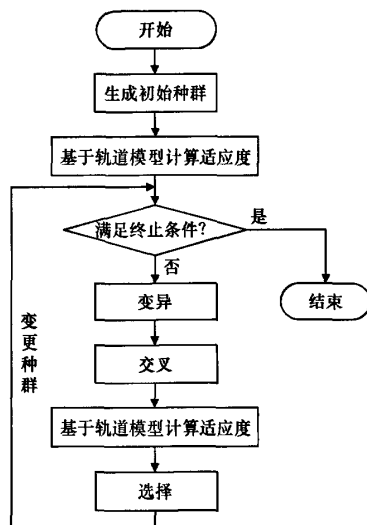 开始
生成初始种群
基于轨道模型计算适应度
满足终止条件?
是
否
变异
结束
变更种群
交叉
基于轨道模型计算适应度
选择